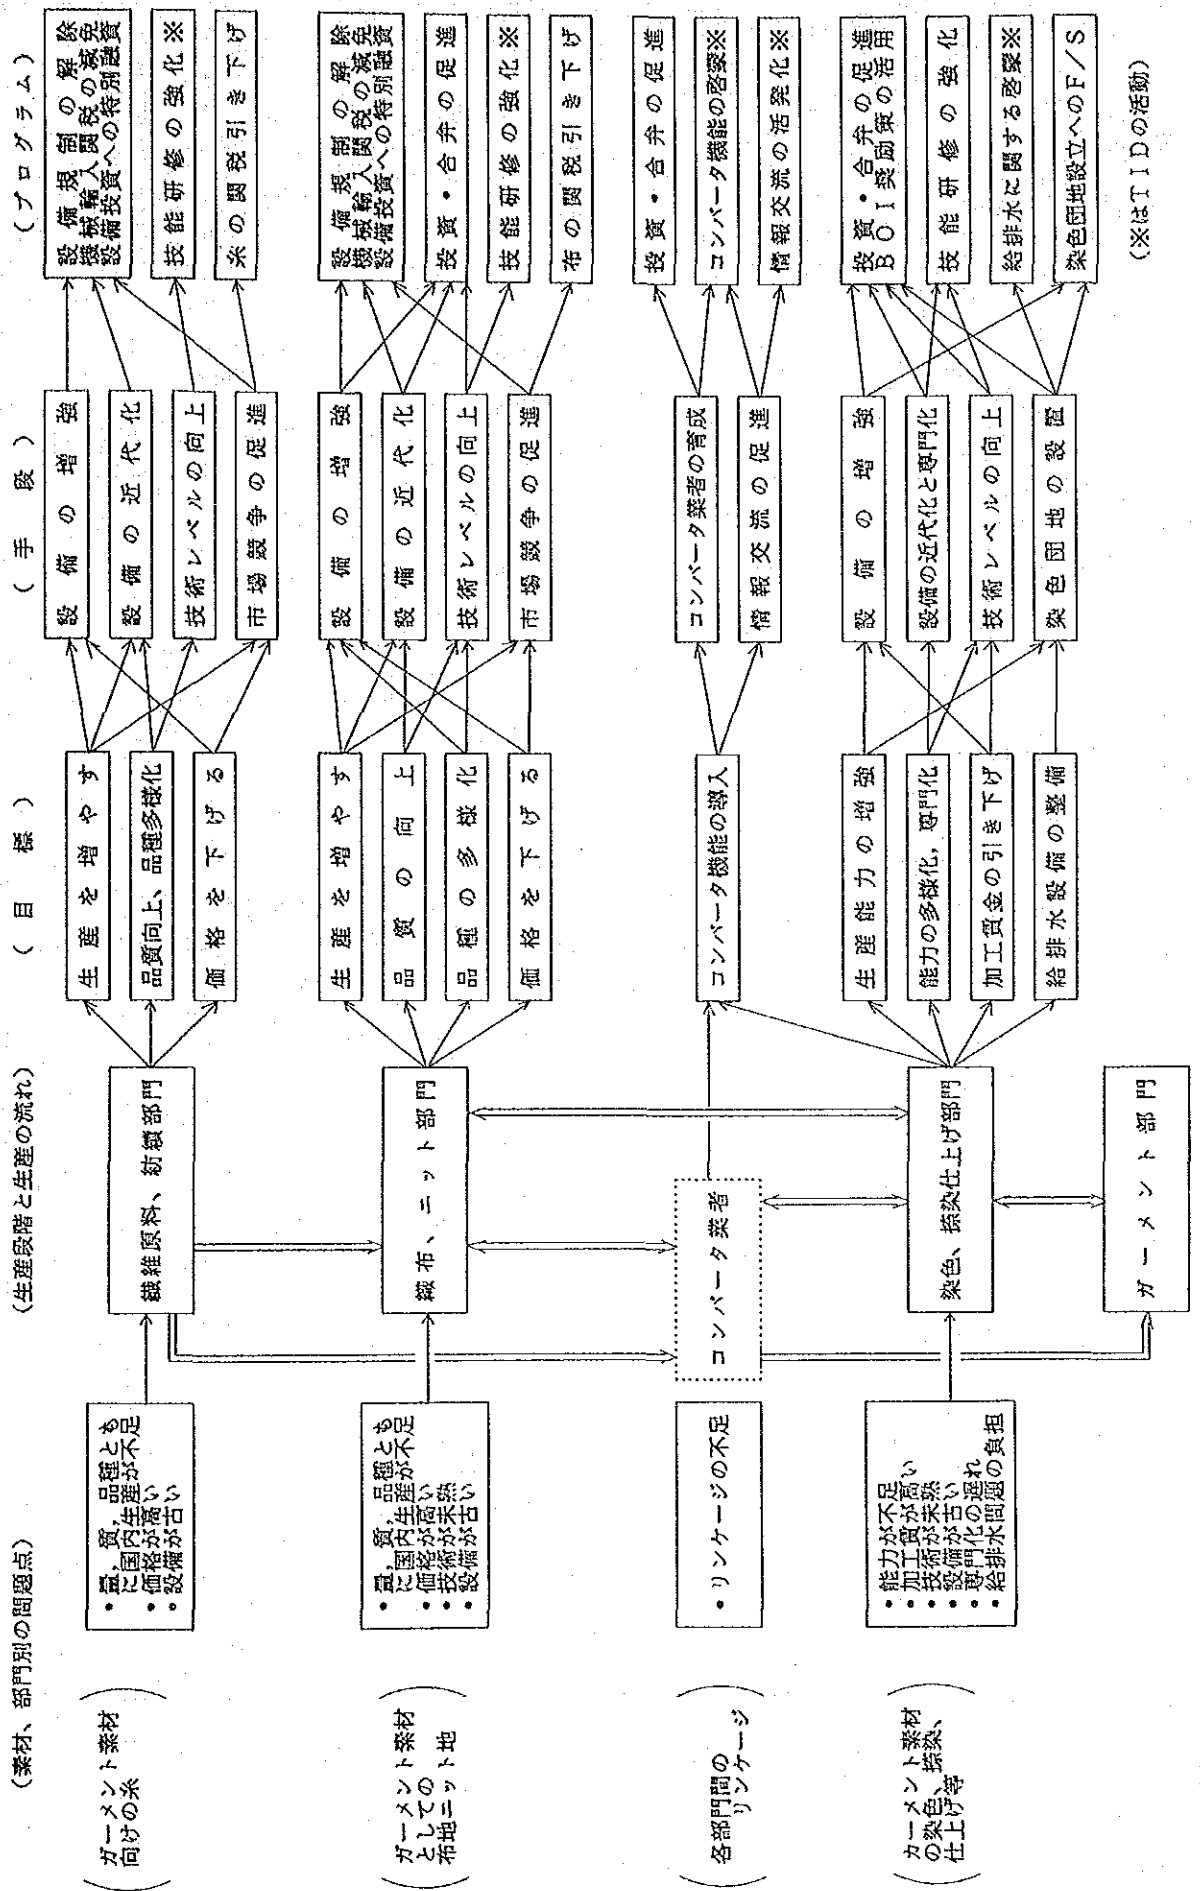 (素材、部門別の問題点)
(生産段階と生産の流れ)
(目標)
(手段)
(プログラム)
(ガーメント素材
向けの糸)
• 量，質，品種とも
に国内生産が不足
• 価格が高い
• 設備が古い
繊維原料、紡績部門
生産を増やす
品質向上、品種多様化
価格を下げる
設備の増強
設備の近代化
技術レベルの向上
市場競争の促進
設備規制の解除
機械輸入関税の減免
設備投資への特別融資
技能研修の強化※
糸の関税引き下げ
(ガーメント素材
としての
布地ニット地)
• 量，質，品種とも
に国内生産が不足
• 価格が高い
• 技術が未熟
• 設備が古い
織布、ニット部門
生産を増やす
品質の向上
品種の多様化
価格を下げる
設備の増強
設備の近代化
技術レベルの向上
市場競争の促進
設備規制の解除
機械輸入関税の減免
設備投資への特別融資
投資・合弁の促進
技能研修の強化※
布の関税引き下げ
(各部門間の
リンケージ)
• リンケージの不足
コンバータ業者
コンバータ機能の導入
コンバータ業者の育成
情報交流の促進
投資・合弁の促進
コンバータ機能の啓蒙※
情報交流の活発化※
(カーメント素材
の染色、捺染、
仕上げ等)
• 能力が不足
• 加工賃が高い
• 技術が未熟
• 設備が古い
• 専門化の遅れ
• 給排水問題の負担
染色、捺染仕上げ部門
生産能力の増強
能力の多様化，専門化
加工賃金の引き下げ
給排水設備の整備
設備の増強
設備の近代化と専門化
技術レベルの向上
染色団地の設置
投資・合弁の促進
BOI奨励策の活用
技能研修の強化
給排水に関する啓蒙※
染色団地設立へのF/S
ガーメント部門
(※はTIDの活動)